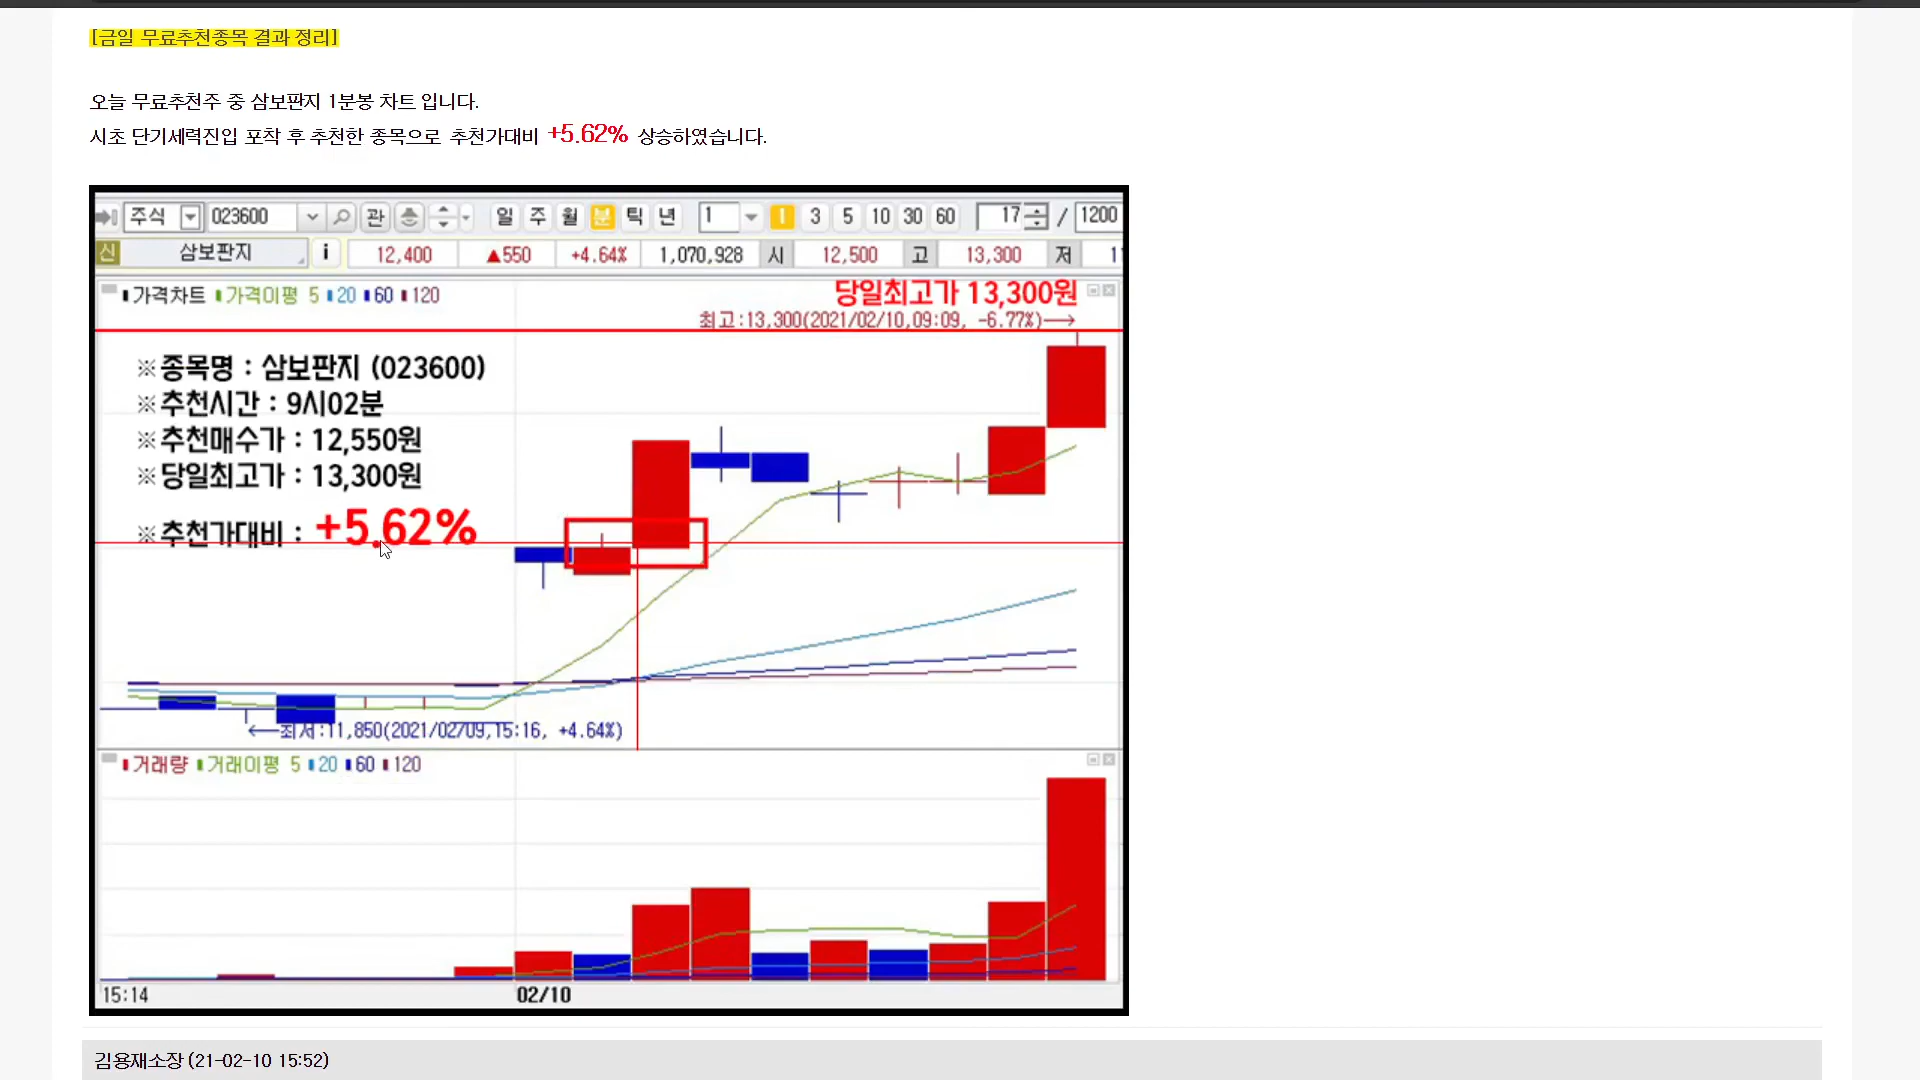 [금일 무료추천종목 결과 정리]
오늘 무료추천주 중 삼보판지 1분봉 차트 입니다.
시초 단기세력진입 포착 후 추천한 종목으로 추천가대비 +5.62% 상승하였습니다.
주식 023600 관 일 주 월 분 틱 년 1 1 3 5 10 30 60 17 / 1200
신 삼보판지 i 12,400 ▲550 +4.64% 1,070,928 시 12,500 고 13,300 저
가격차트 가격이평 5 20 60 120
당일최고가 13,300원
최고:13,300(2021/02/10,09:09, -6.77%)→
※종목명 : 삼보판지 (023600)
※추천시간 : 9시02분
※추천매수가 : 12,550원
※당일최고가 : 13,300원
※추천가대비 : +5.62%
←최저:11,850(2021/02/09,15:16, +4.64%)
거래량 거래이평 5 20 60 120
15:14 02/10
김용재소장 (21-02-10 15:52)